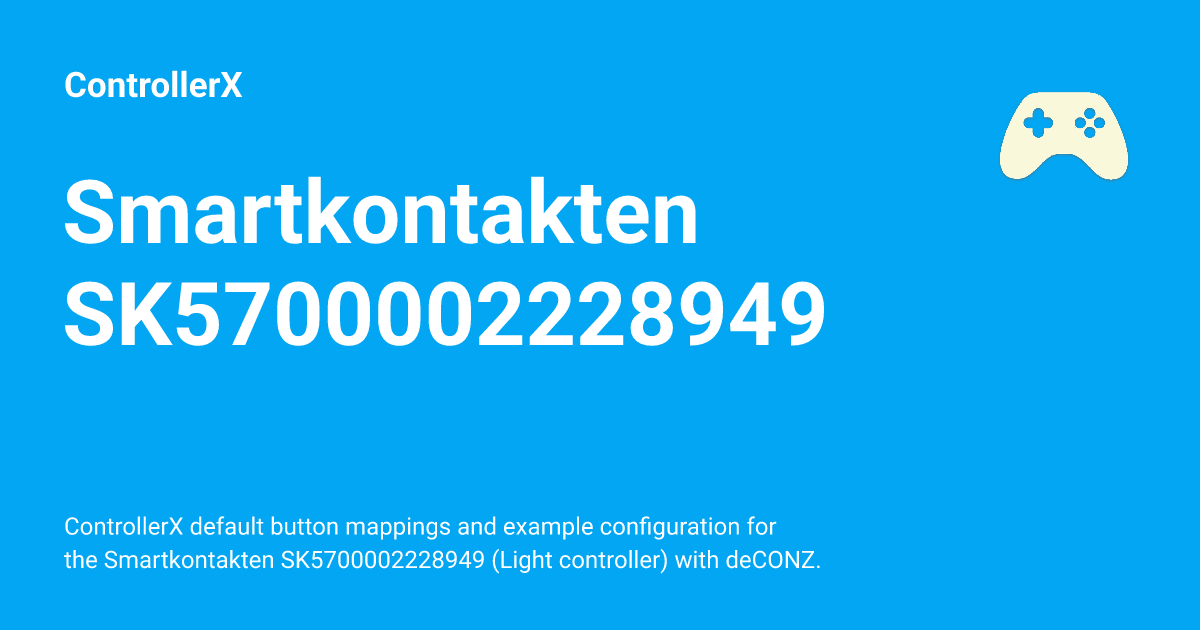 ControllerX
Smartkontakten
SK5700002228949
ControllerX default button mappings and example configuration for
the Smartkontakten SK5700002228949 (Light controller) with deCONZ.